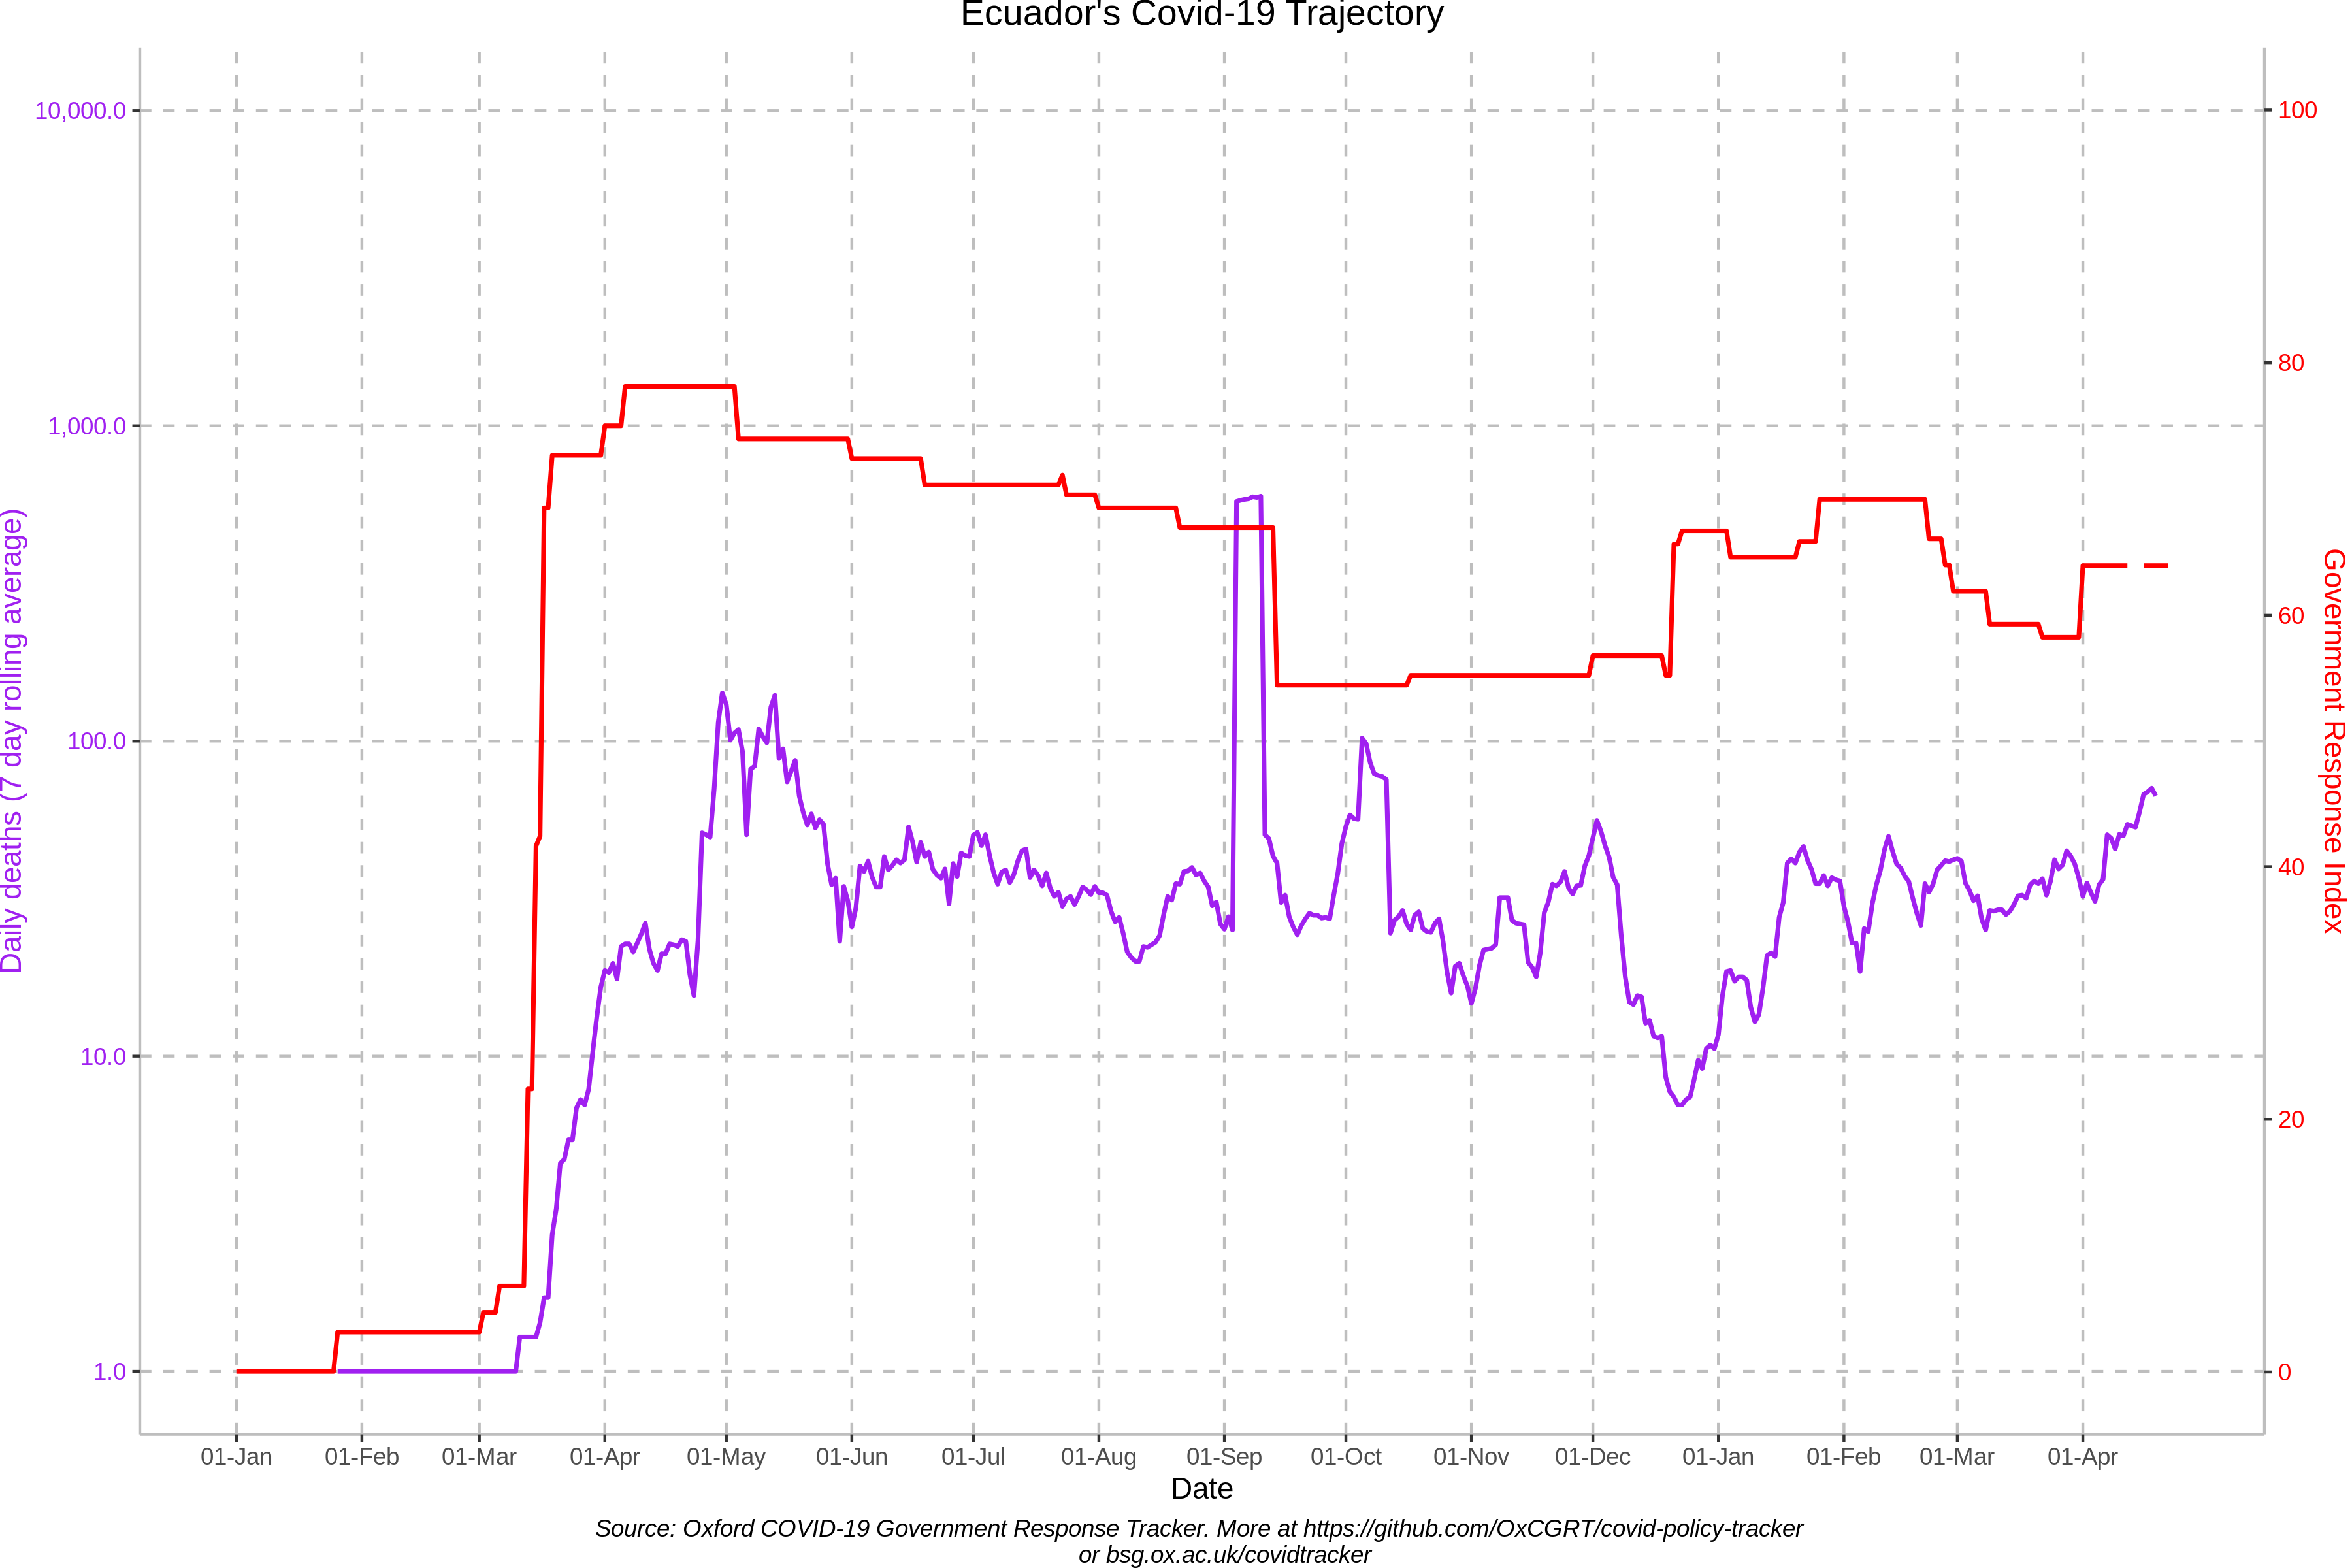 Ecuador's Covid-19 Trajectory
10,000.0
1,000.0
100.0
10.0
1.0
Daily deaths (7 day rolling average)
100
80
60
40
20
0
Government Response Index
01-Jan 01-Feb 01-Mar 01-Apr 01-May 01-Jun 01-Jul 01-Aug 01-Sep 01-Oct 01-Nov 01-Dec 01-Jan 01-Feb 01-Mar 01-Apr
Date
Source: Oxford COVID-19 Government Response Tracker. More at https://github.com/OxCGRT/covid-policy-tracker
or bsg.ox.ac.uk/covidtracker